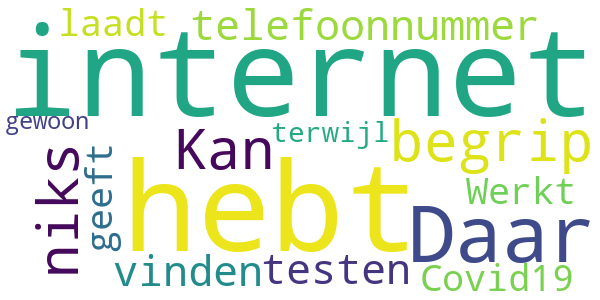 laadt telefoonnummer
internet
gewoon
niks
geeft
Kan
terwijl
begrip
hebt
Werkt
Daar
vinden
testen
Covid19